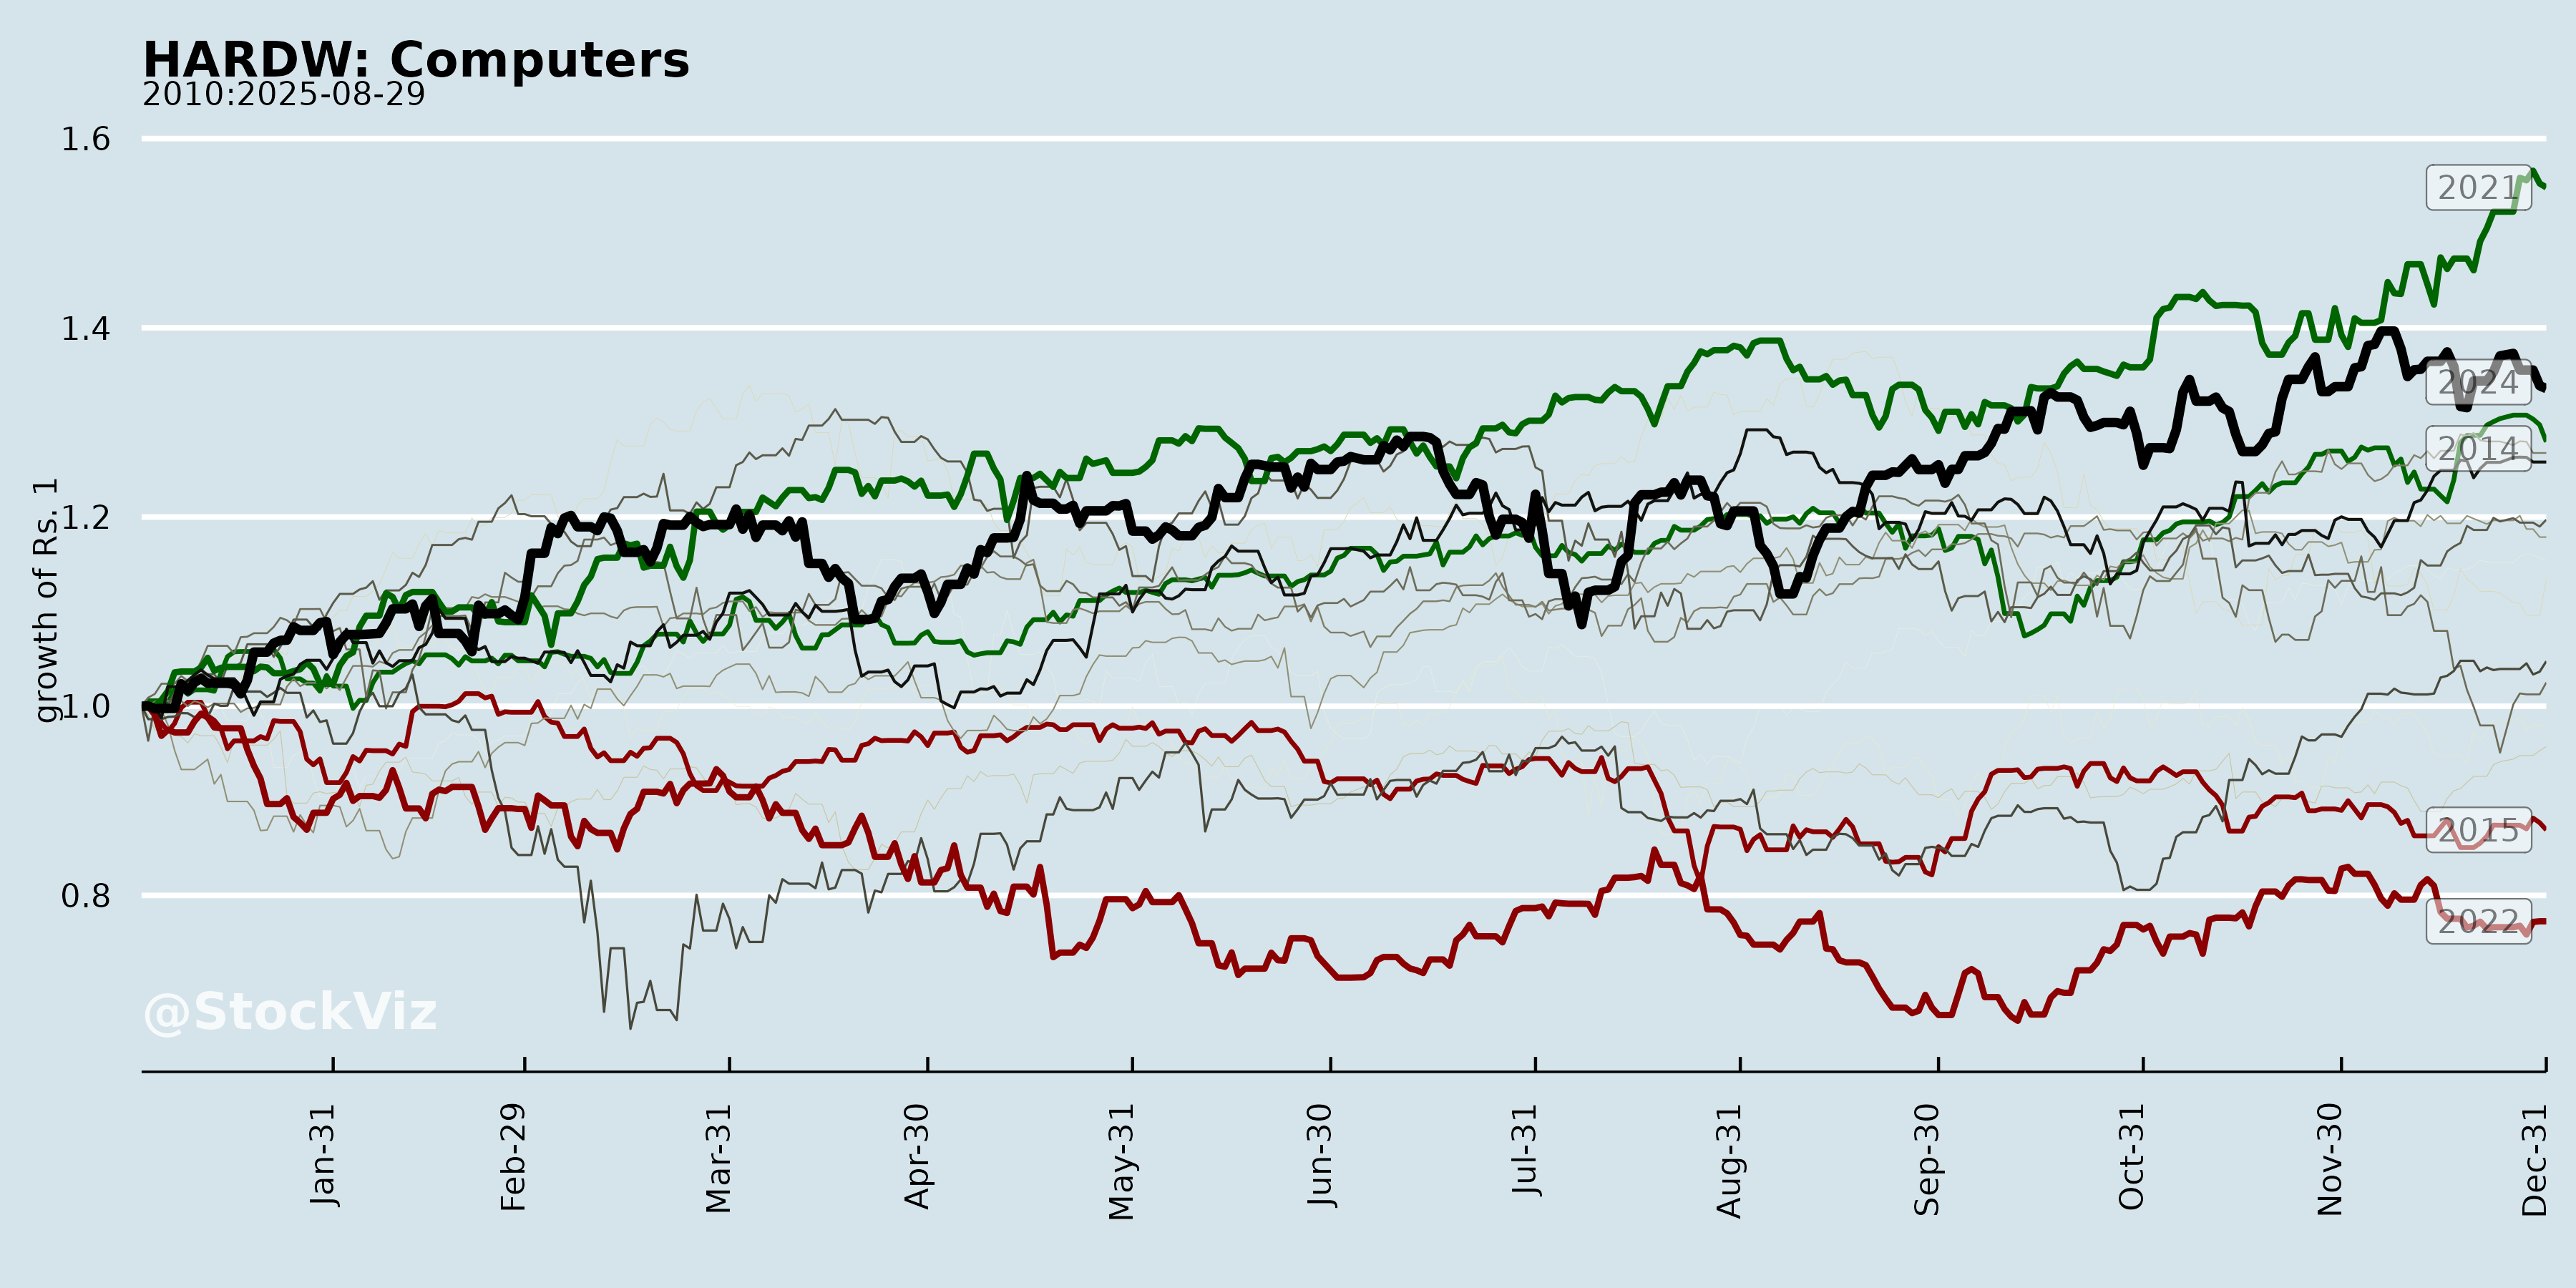 HARDW: Computers
2010:2025-08-29
growth of Rs. 1
1.6
1.4
1.2
1.0
0.8
2021
2024
2014
2015
2022
@StockViz
Jan-31
Feb-29
Mar-31
Apr-30
May-31
Jun-30
Jul-31
Aug-31
Sep-30
Oct-31
Nov-30
Dec-31